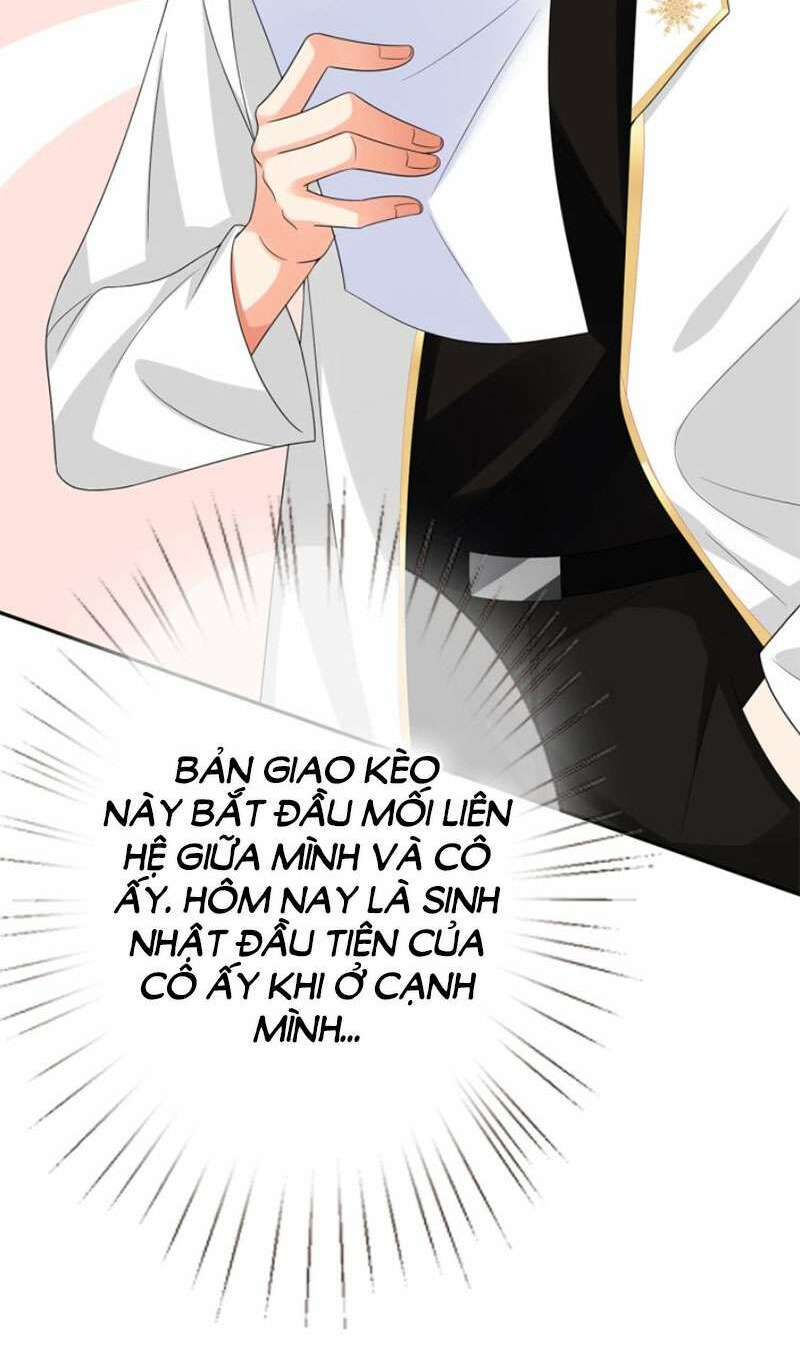 BẢN GIAO KÈO
NÀY BẮT ĐẦU MỐI LIÊN
HỆ GIỮA MÌNH VÀ CÔ
ẤY. HÔM NAY LÀ SINH
NHẬT ĐẦU TIÊN CỦA
CÔ ẤY KHI Ở CẠNH
MÌNH...